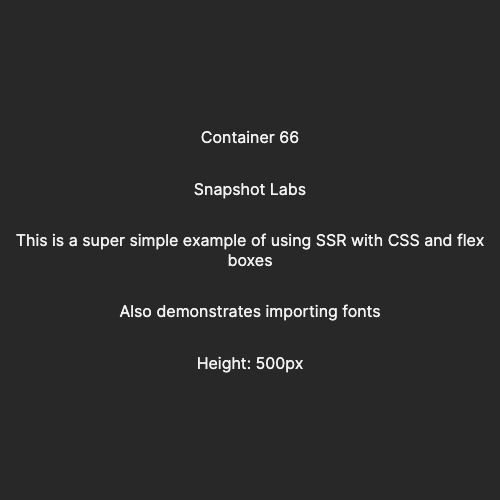 Container 66
Snapshot Labs
This is a super simple example of using SSR with CSS and flex
boxes
Also demonstrates importing fonts
Height: 500px